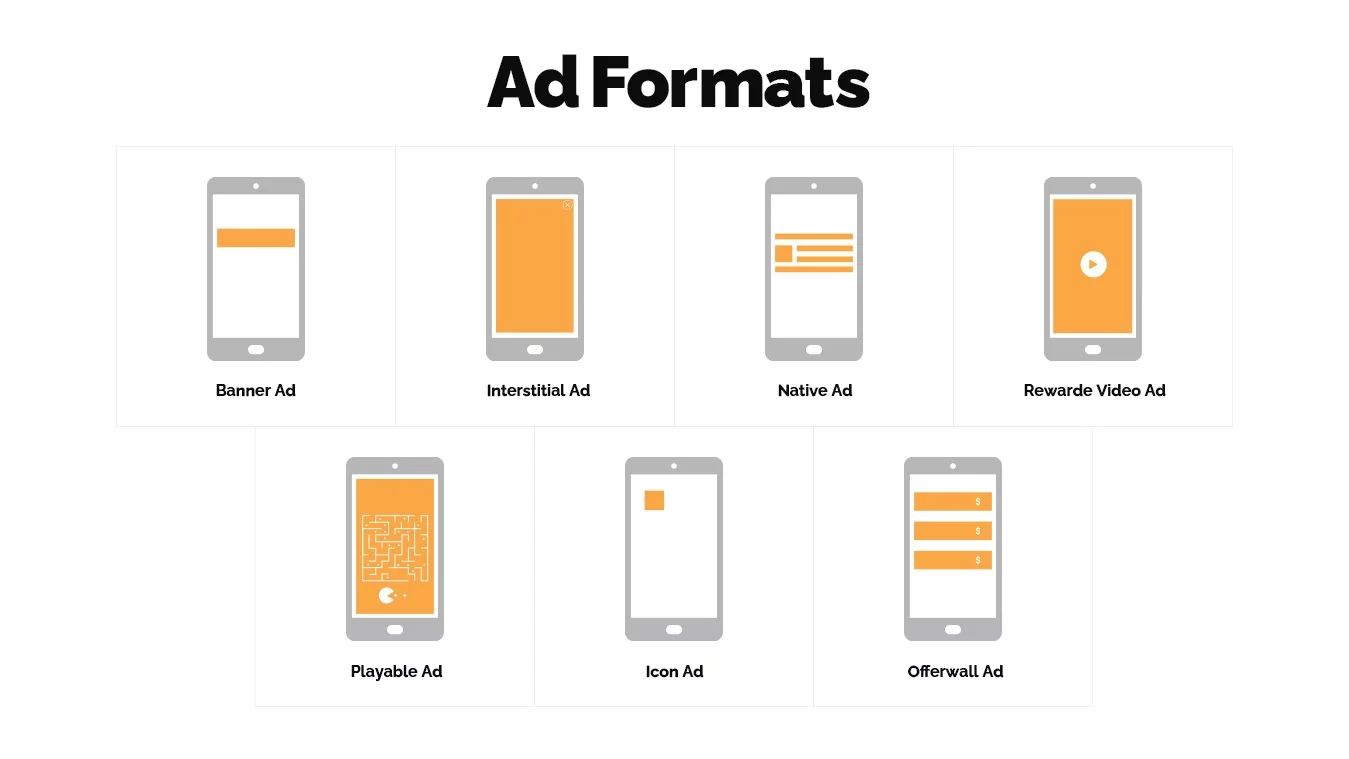 Ad Formats
Banner Ad
Interstitial Ad
Native Ad
Rewarde Video Ad
$
$
$
Playable Ad
Icon Ad
Offerwall Ad